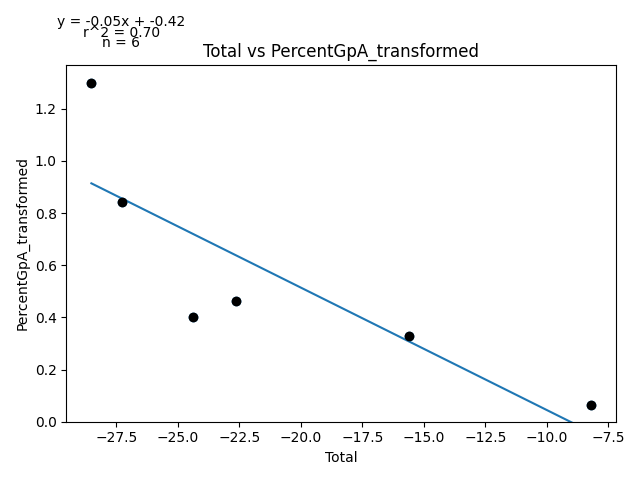 y = -0.05x + -0.42
r^2 = 0.70
n = 6
Total vs PercentGpA_transformed
PercentGpA_transformed
1.2
1.0
0.8
0.6
0.4
0.2
0.0
−27.5 −25.0 −22.5 −20.0 −17.5 −15.0 −12.5 −10.0 −7.5
Total